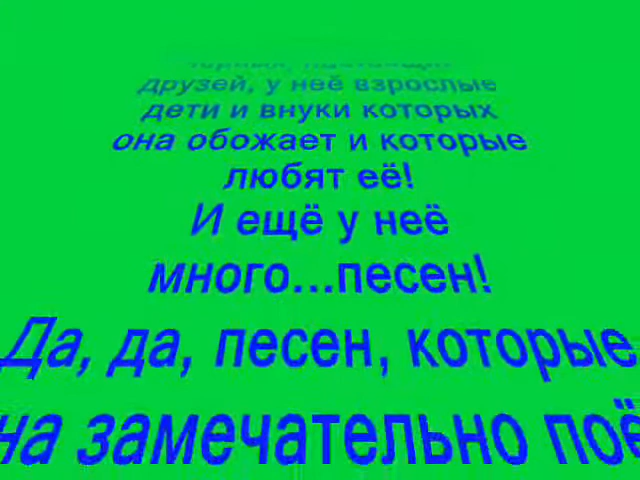 друзей, у неё взрослые
дети и внуки которых
она обожает и которые
любят её!
И ещё у неё
много...песен!
Да, да, песен, которые
на замечательно поё